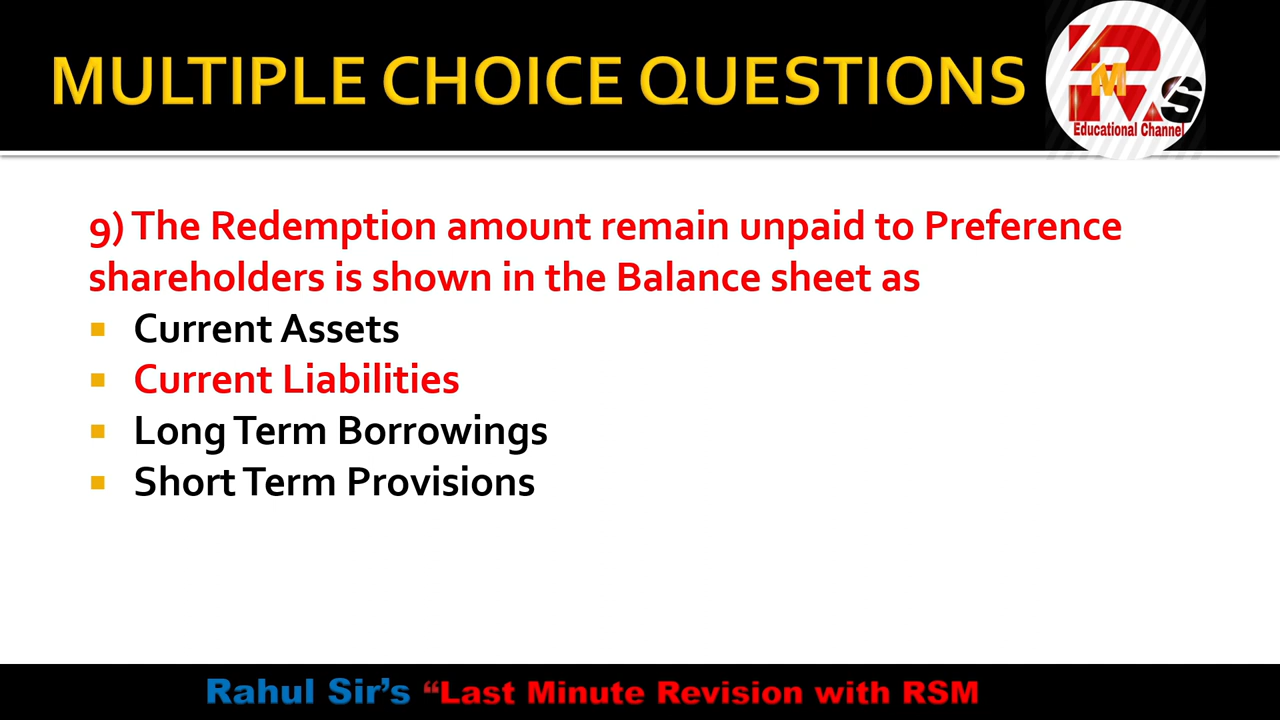 MULTIPLE CHOICE QUESTIONS
RMS
Educational Channel
9) The Redemption amount remain unpaid to Preference
shareholders is shown in the Balance sheet as
Current Assets
Current Liabilities
Long Term Borrowings
Short Term Provisions
Rahul Sir's "Last Minute Revision with RSM